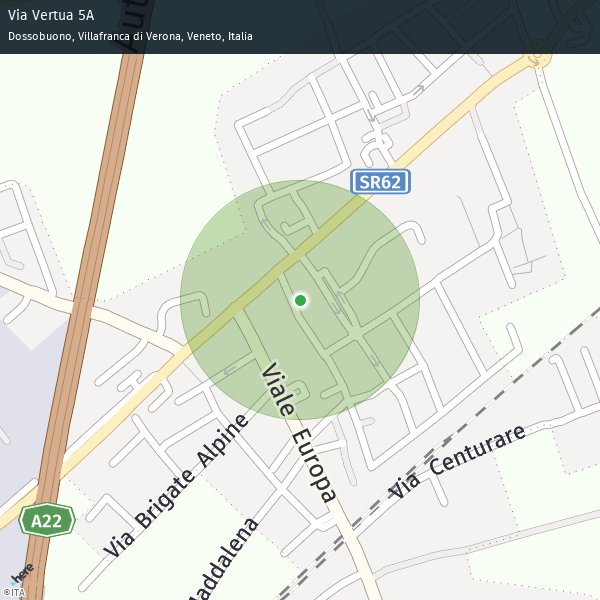 Via Vertua 5A
Dossobuono, Villafranca di Verona, Veneto, Italia
Aut
SR62
Viale Europa
Via Brigate Alpine
Via Centurare
A22
Maddalena
here
©ITA